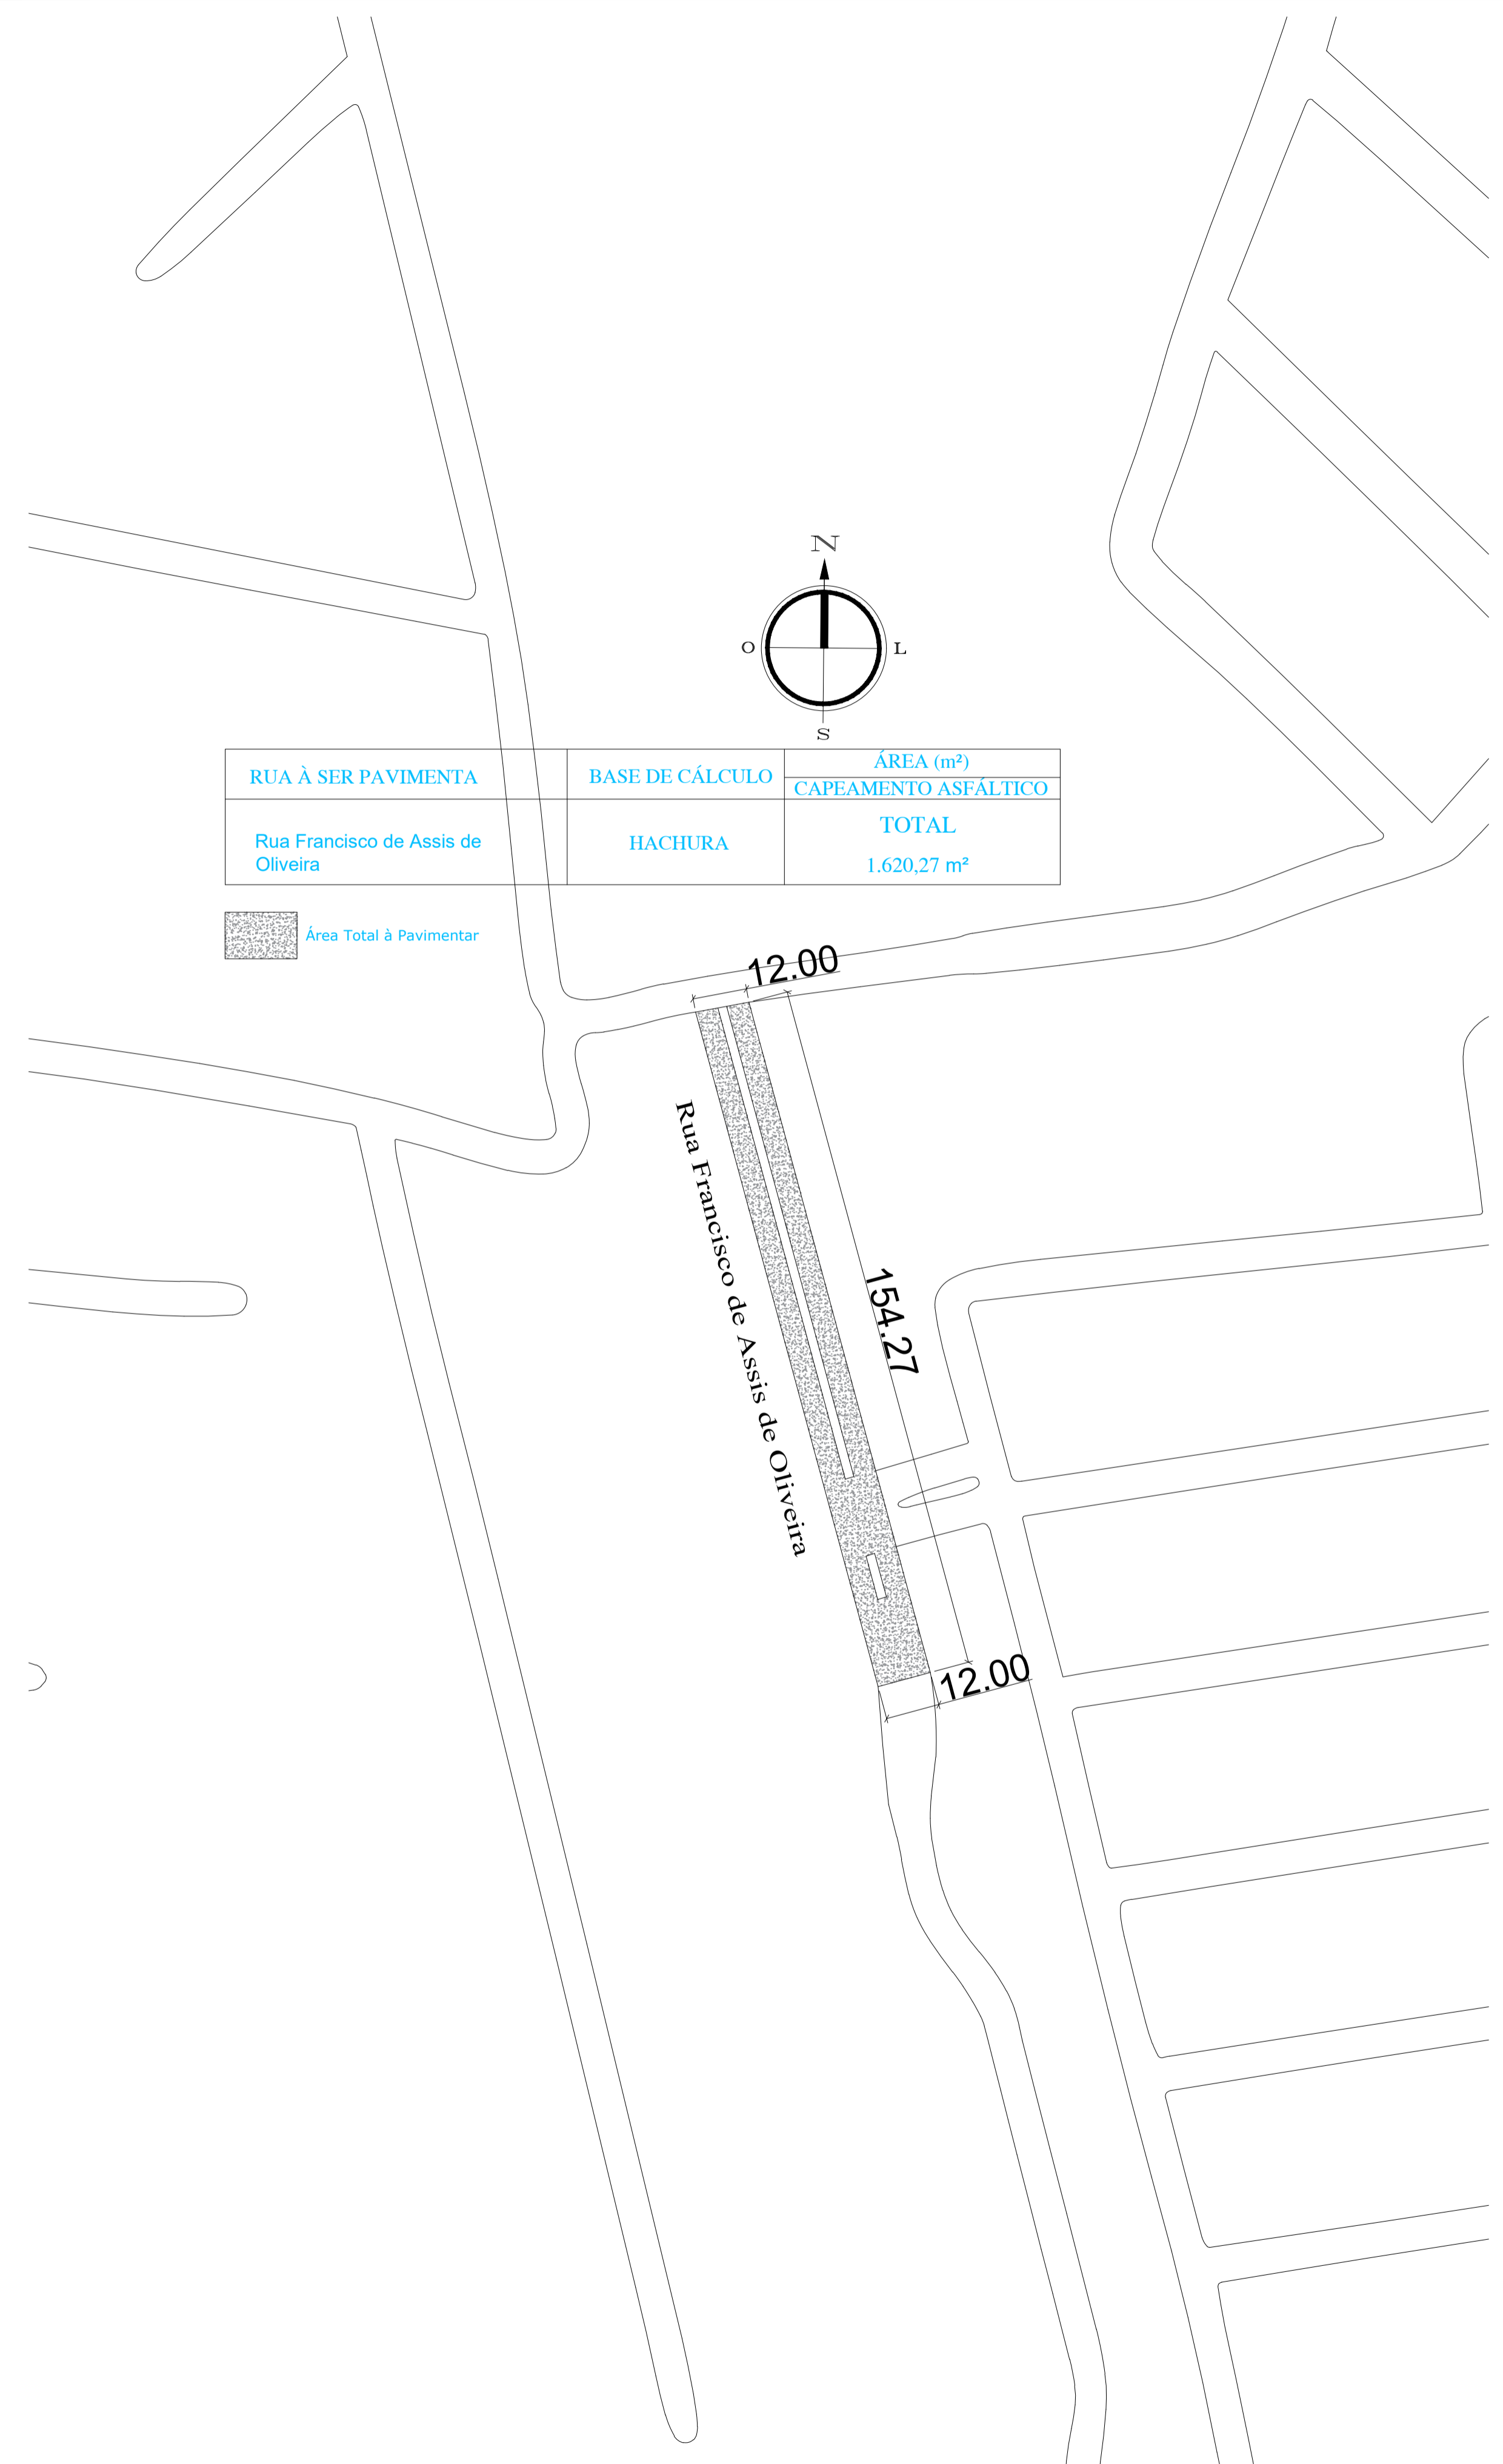 N
O
L
S
RUA À SER PAVIMENTA
BASE DE CÁLCULO
ÁREA (m²)
CAPEAMENTO ASFÁLTICO
Rua Francisco de Assis de
Oliveira
HACHURA
TOTAL
1.620,27 m²
Área Total à Pavimentar
12.00
Rua Francisco de Assis de Oliveira
154.27
12.00